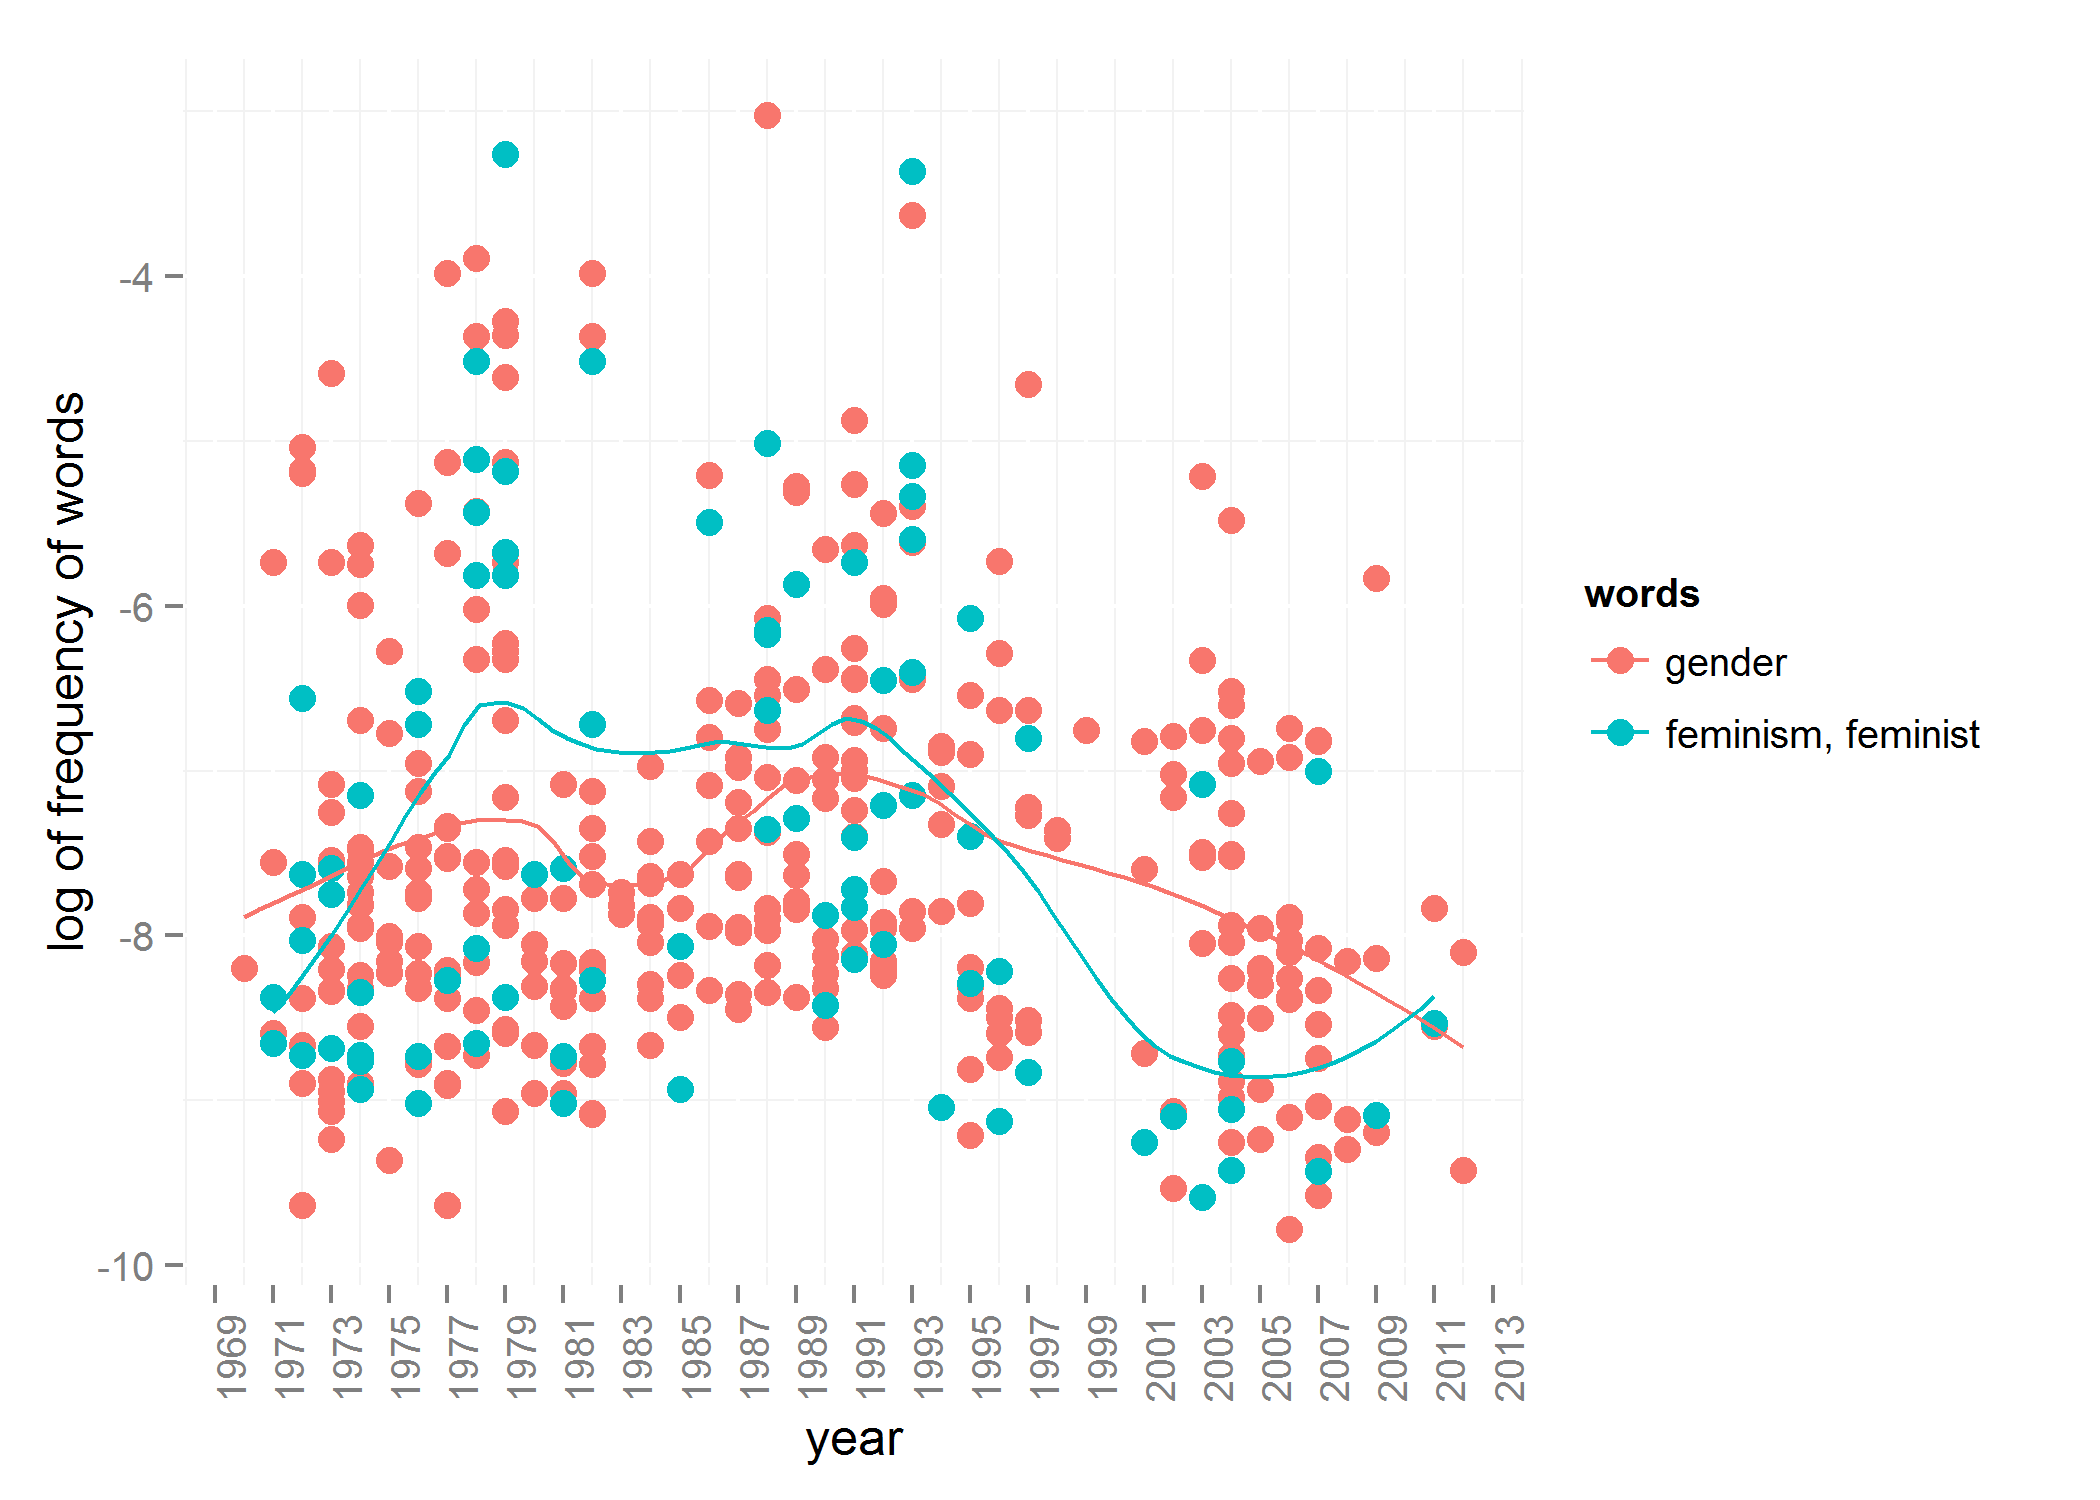 log of frequency of words
-4
-6
-8
-10
1969 1971 1973 1975 1977 1979 1981 1983 1985 1987 1989 1991 1993 1995 1997 1999 2001 2003 2005 2007 2009 2011 2013
year
words
gender
feminism, feminist